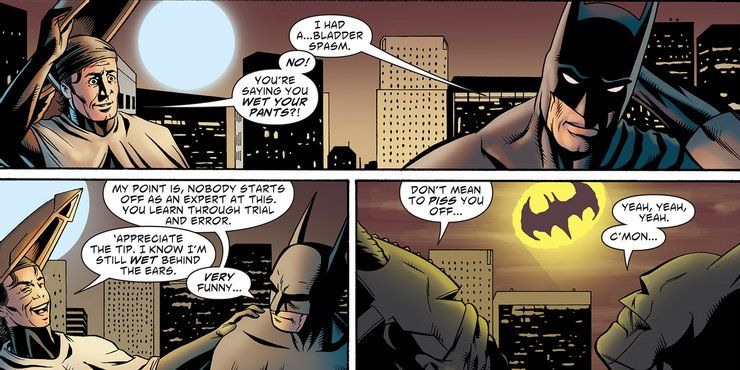 I HAD
A...BLADDER
SPASM.
NO!
YOU'RE
SAYING YOU
WET YOUR
PANTS?!
MY POINT IS, NOBODY STARTS
OFF AS AN EXPERT AT THIS.
YOU LEARN THROUGH TRIAL
AND ERROR.
'APPRECIATE
THE TIP. I KNOW I'M
STILL WET BEHIND
THE EARS.
VERY
FUNNY...
DON'T MEAN
TO PISS YOU
OFF...
YEAH, YEAH,
YEAH.
C'MON...